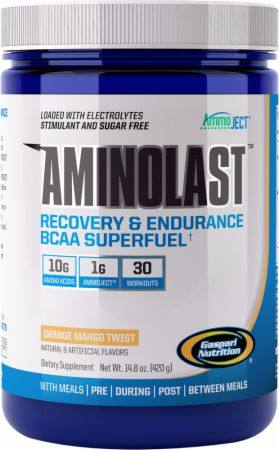 AmmoJECT™
LOADED WITH ELECTROLYTES
STIMULANT AND SUGAR FREE
AMINOLAST™
RECOVERY & ENDURANCE
BCAA SUPERFUEL†
10G
AMINO ACIDS
1G
AMMOJECT™
30
WORKOUTS
ORANGE MANGO TWIST
NATURAL & ARTIFICIAL FLAVORS
Dietary Supplement Net Wt. 14.8 oz. (420 g)
Gaspari
Nutrition®
WITH MEALS | PRE | DURING | POST | BETWEEN MEALS